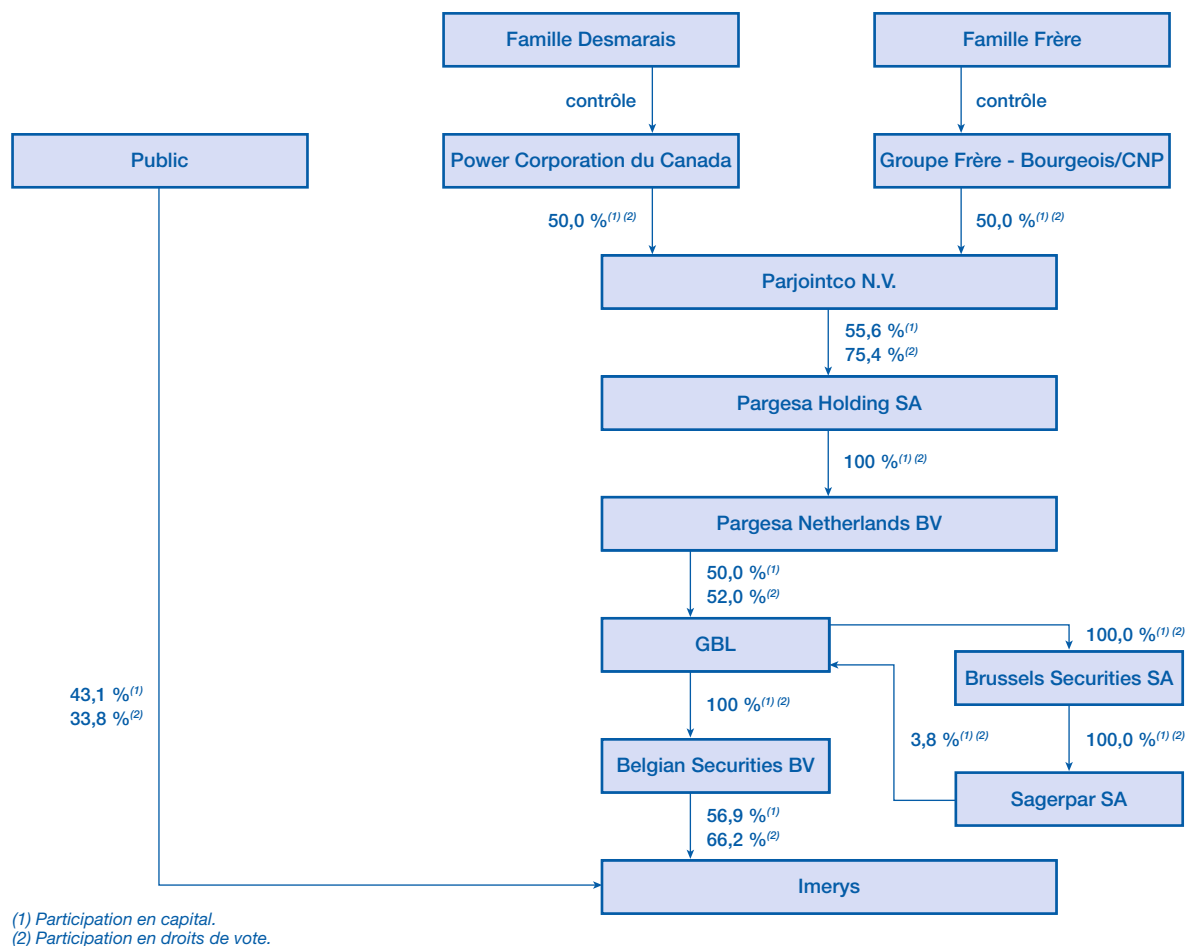 Famille Desmarais
Famille Frère
contrôle
contrôle
Public
Power Corporation du Canada
Groupe Frère - Bourgeois/CNP
50,0 %(1) (2)
50,0 %(1) (2)
Parjointco N.V.
55,6 %(1)
75,4 %(2)
Pargesa Holding SA
100 %(1) (2)
Pargesa Netherlands BV
50,0 %(1)
52,0 %(2)
GBL
100,0 %(1) (2)
Brussels Securities SA
43,1 %(1)
33,8 %(2)
100 %(1) (2)
3,8 %(1) (2)
100,0 %(1) (2)
Belgian Securities BV
Sagerpar SA
56,9 %(1)
66,2 %(2)
Imerys
(1) Participation en capital.
(2) Participation en droits de vote.